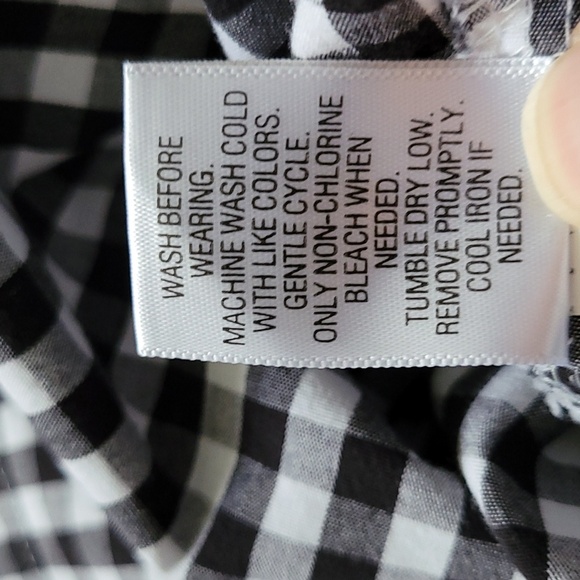 WASH BEFORE
WEARING.
MACHINE WASH COLD
WITH LIKE COLORS.
GENTLE CYCLE.
ONLY NON-CHLORINE
BLEACH WHEN
NEEDED.
TUMBLE DRY LOW.
REMOVE PROMPTLY.
COOL IRON IF
NEEDED.